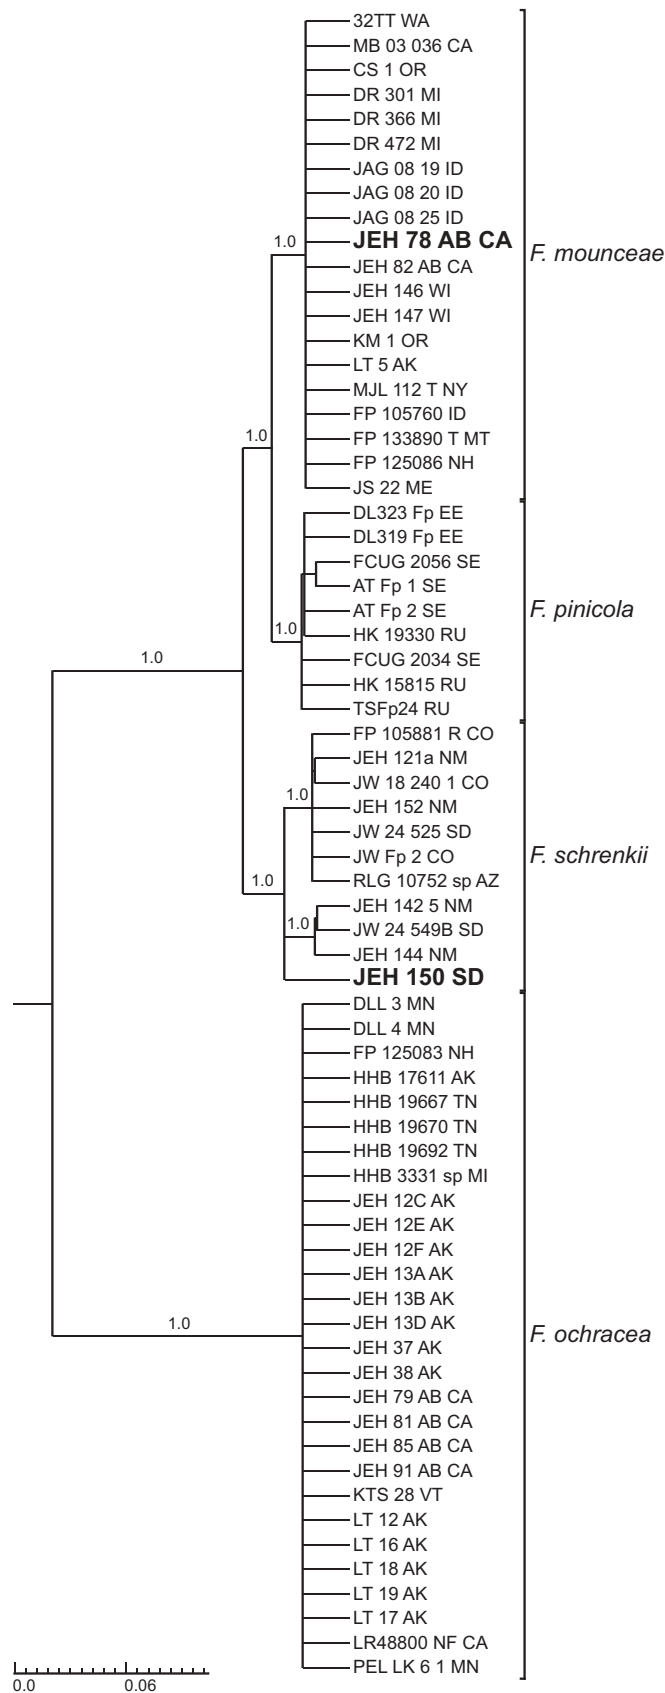 32TT WA
MB 03 036 CA
CS 1 OR
DR 301 MI
DR 366 MI
DR 472 MI
JAG 08 19 ID
JAG 08 20 ID
JAG 08 25 ID
1.0
JEH 78 AB CA
F. mounceae
JEH 82 AB CA
JEH 146 WI
JEH 147 WI
KM 1 OR
LT 5 AK
MJL 112 T NY
FP 105760 ID
1.0
FP 133890 T MT
FP 125086 NH
JS 22 ME
DL323 Fp EE
DL319 Fp EE
FCUG 2056 SE
AT Fp 1 SE
AT Fp 2 SE
F. pinicola
1.0
HK 19330 RU
1.0
FCUG 2034 SE
HK 15815 RU
TSFp24 RU
FP 105881 R CO
JEH 121a NM
JW 18 240 1 CO
1.0
JEH 152 NM
JW 24 525 SD
JW Fp 2 CO
F. schrenkii
1.0
RLG 10752 sp AZ
JEH 142 5 NM
1.0
JW 24 549B SD
JEH 144 NM
JEH 150 SD
DLL 3 MN
DLL 4 MN
FP 125083 NH
HHB 17611 AK
HHB 19667 TN
HHB 19670 TN
HHB 19692 TN
HHB 3331 sp MI
JEH 12C AK
JEH 12E AK
JEH 12F AK
JEH 13A AK
JEH 13B AK
1.0
JEH 13D AK
F. ochracea
JEH 37 AK
JEH 38 AK
JEH 79 AB CA
JEH 81 AB CA
JEH 85 AB CA
JEH 91 AB CA
KTS 28 VT
LT 12 AK
LT 16 AK
LT 18 AK
LT 19 AK
LT 17 AK
LR48800 NF CA
PEL LK 6 1 MN
0.0 0.06